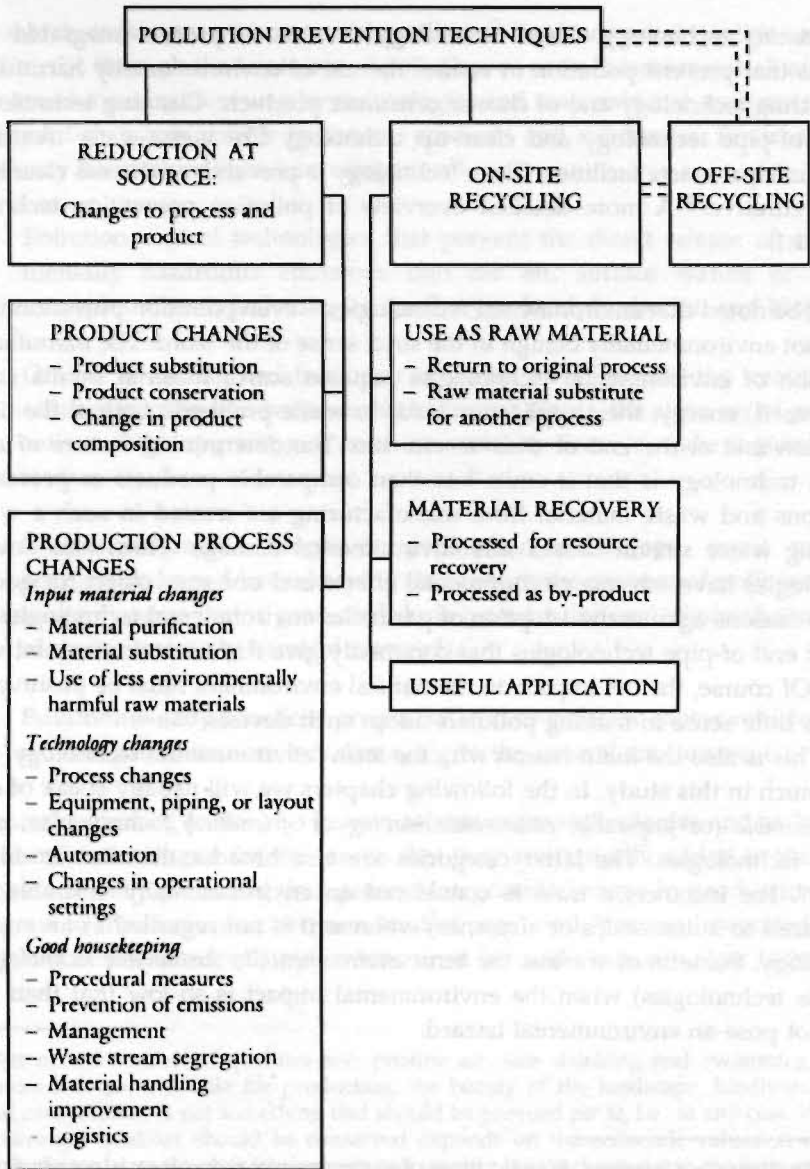 POLLUTION PREVENTION TECHNIQUES
REDUCTION AT
SOURCE:
Changes to process and
product
ON-SITE
RECYCLING
OFF-SITE
RECYCLING
PRODUCT CHANGES
– Product substitution
– Product conservation
– Change in product
composition
USE AS RAW MATERIAL
– Return to original process
– Raw material substitute
for another process
MATERIAL RECOVERY
– Processed for resource
recovery
– Processed as by-product
USEFUL APPLICATION
PRODUCTION PROCESS
CHANGES
Input material changes
– Material purification
– Material substitution
– Use of less environmentally
harmful raw materials
Technology changes
– Process changes
– Equipment, piping, or layout
changes
– Automation
– Changes in operational
settings
Good housekeeping
– Procedural measures
– Prevention of emissions
– Management
– Waste stream segregation
– Material handling
improvement
– Logistics